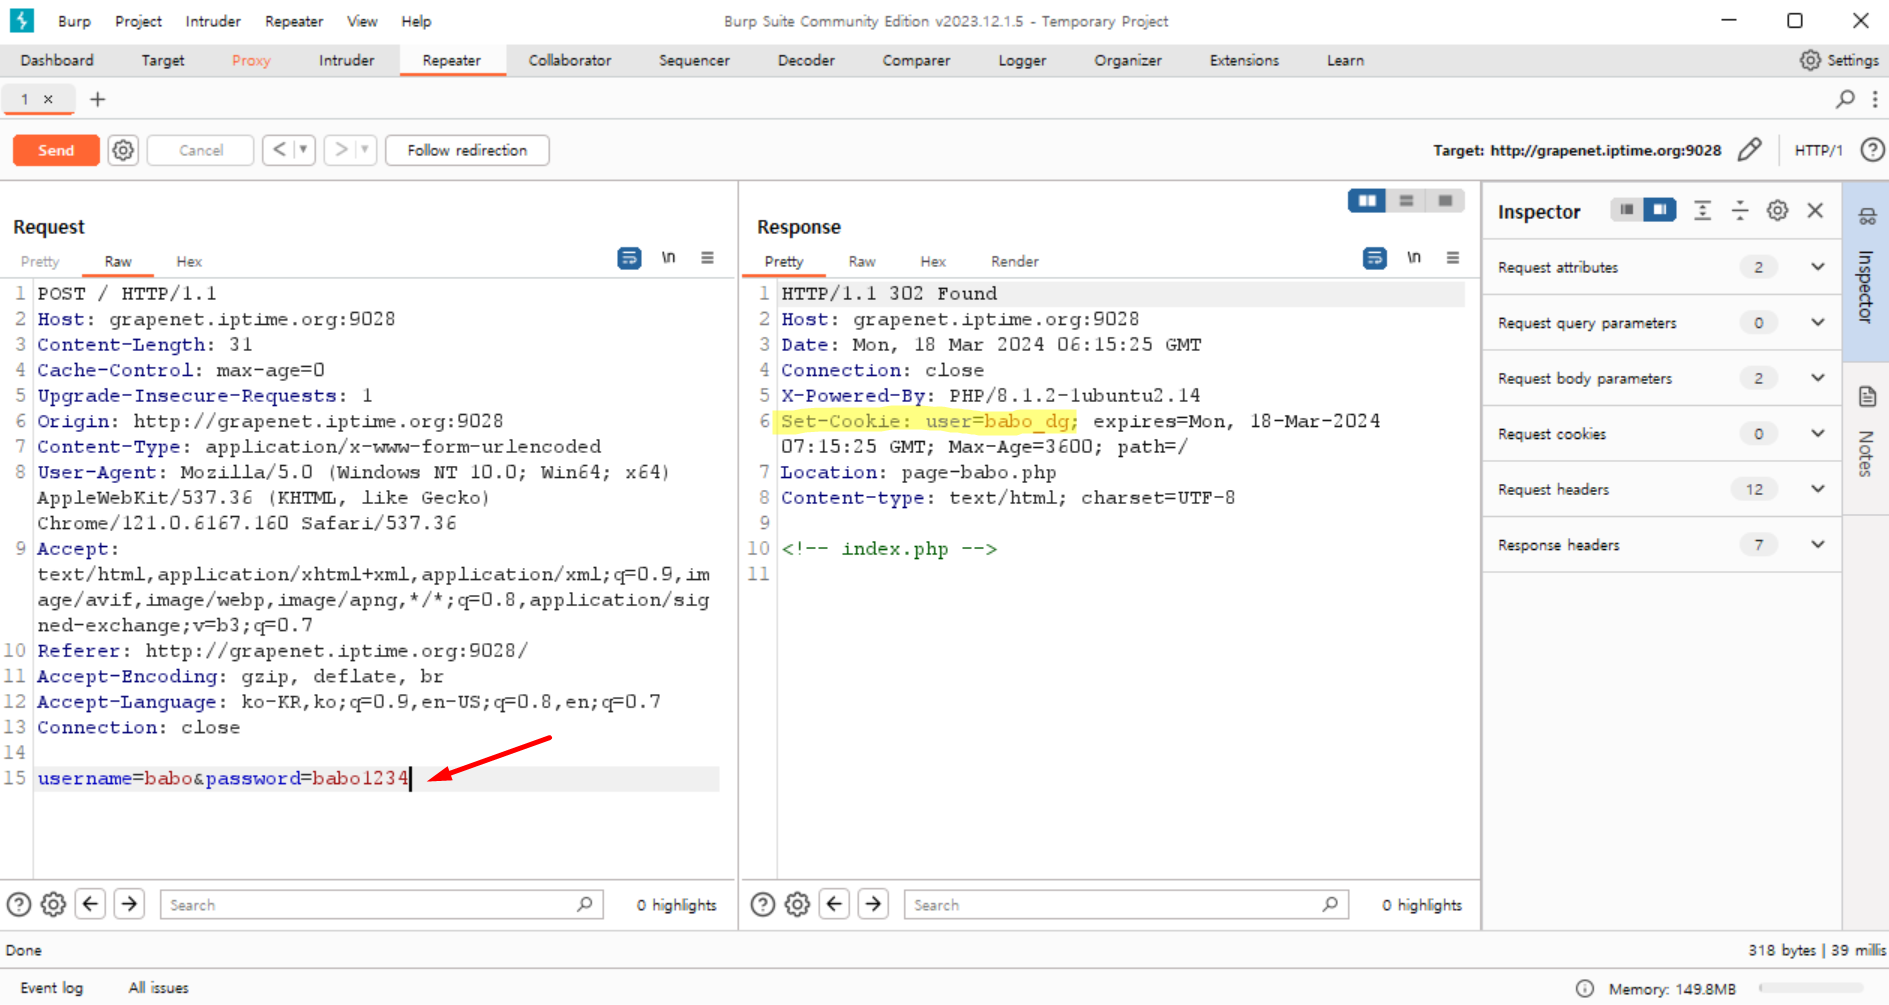 Burp Project Intruder Repeater View Help Burp Suite Community Edition v2023.12.1.5 - Temporary Project
Dashboard Target Proxy Intruder Repeater Collaborator Sequencer Decoder Comparer Logger Organizer Extensions Learn Settings
1 × +
Send Cancel < > Follow redirection Target: http://grapenet.iptime.org:9028 HTTP/1
Request
Pretty Raw Hex \n
1 POST / HTTP/1.1
2 Host: grapenet.iptime.org:9028
3 Content-Length: 31
4 Cache-Control: max-age=0
5 Upgrade-Insecure-Requests: 1
6 Origin: http://grapenet.iptime.org:9028
7 Content-Type: application/x-www-form-urlencoded
8 User-Agent: Mozilla/5.0 (Windows NT 10.0; Win64; x64)
AppleWebKit/537.36 (KHTML, like Gecko)
Chrome/121.0.6167.160 Safari/537.36
9 Accept:
text/html,application/xhtml+xml,application/xml;q=0.9,im
age/avif,image/webp,image/apng,*/*;q=0.8,application/sig
ned-exchange;v=b3;q=0.7
10 Referer: http://grapenet.iptime.org:9028/
11 Accept-Encoding: gzip, deflate, br
12 Accept-Language: ko-KR,ko;q=0.9,en-US;q=0.8,en;q=0.7
13 Connection: close
14
15 username=babo&password=babo1234
Search 0 highlights
Response
Pretty Raw Hex Render \n
1 HTTP/1.1 302 Found
2 Host: grapenet.iptime.org:9028
3 Date: Mon, 18 Mar 2024 06:15:25 GMT
4 Connection: close
5 X-Powered-By: PHP/8.1.2-1ubuntu2.14
6 Set-Cookie: user=babo_dg; expires=Mon, 18-Mar-2024
07:15:25 GMT; Max-Age=3600; path=/
7 Location: page-babo.php
8 Content-type: text/html; charset=UTF-8
9
10 <!-- index.php -->
11
Search 0 highlights
Inspector
Request attributes 2
Request query parameters 0
Request body parameters 2
Request cookies 0
Request headers 12
Response headers 7
Inspector
Notes
Done 318 bytes | 39 millis
Event log All issues Memory: 149.8MB